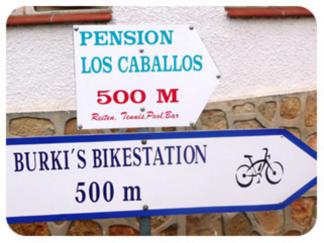 PENSION
LOS CABALLOS
500 M
Reiten, Tennis,Pool,Bar
BURKI´S BIKESTATION
500 m